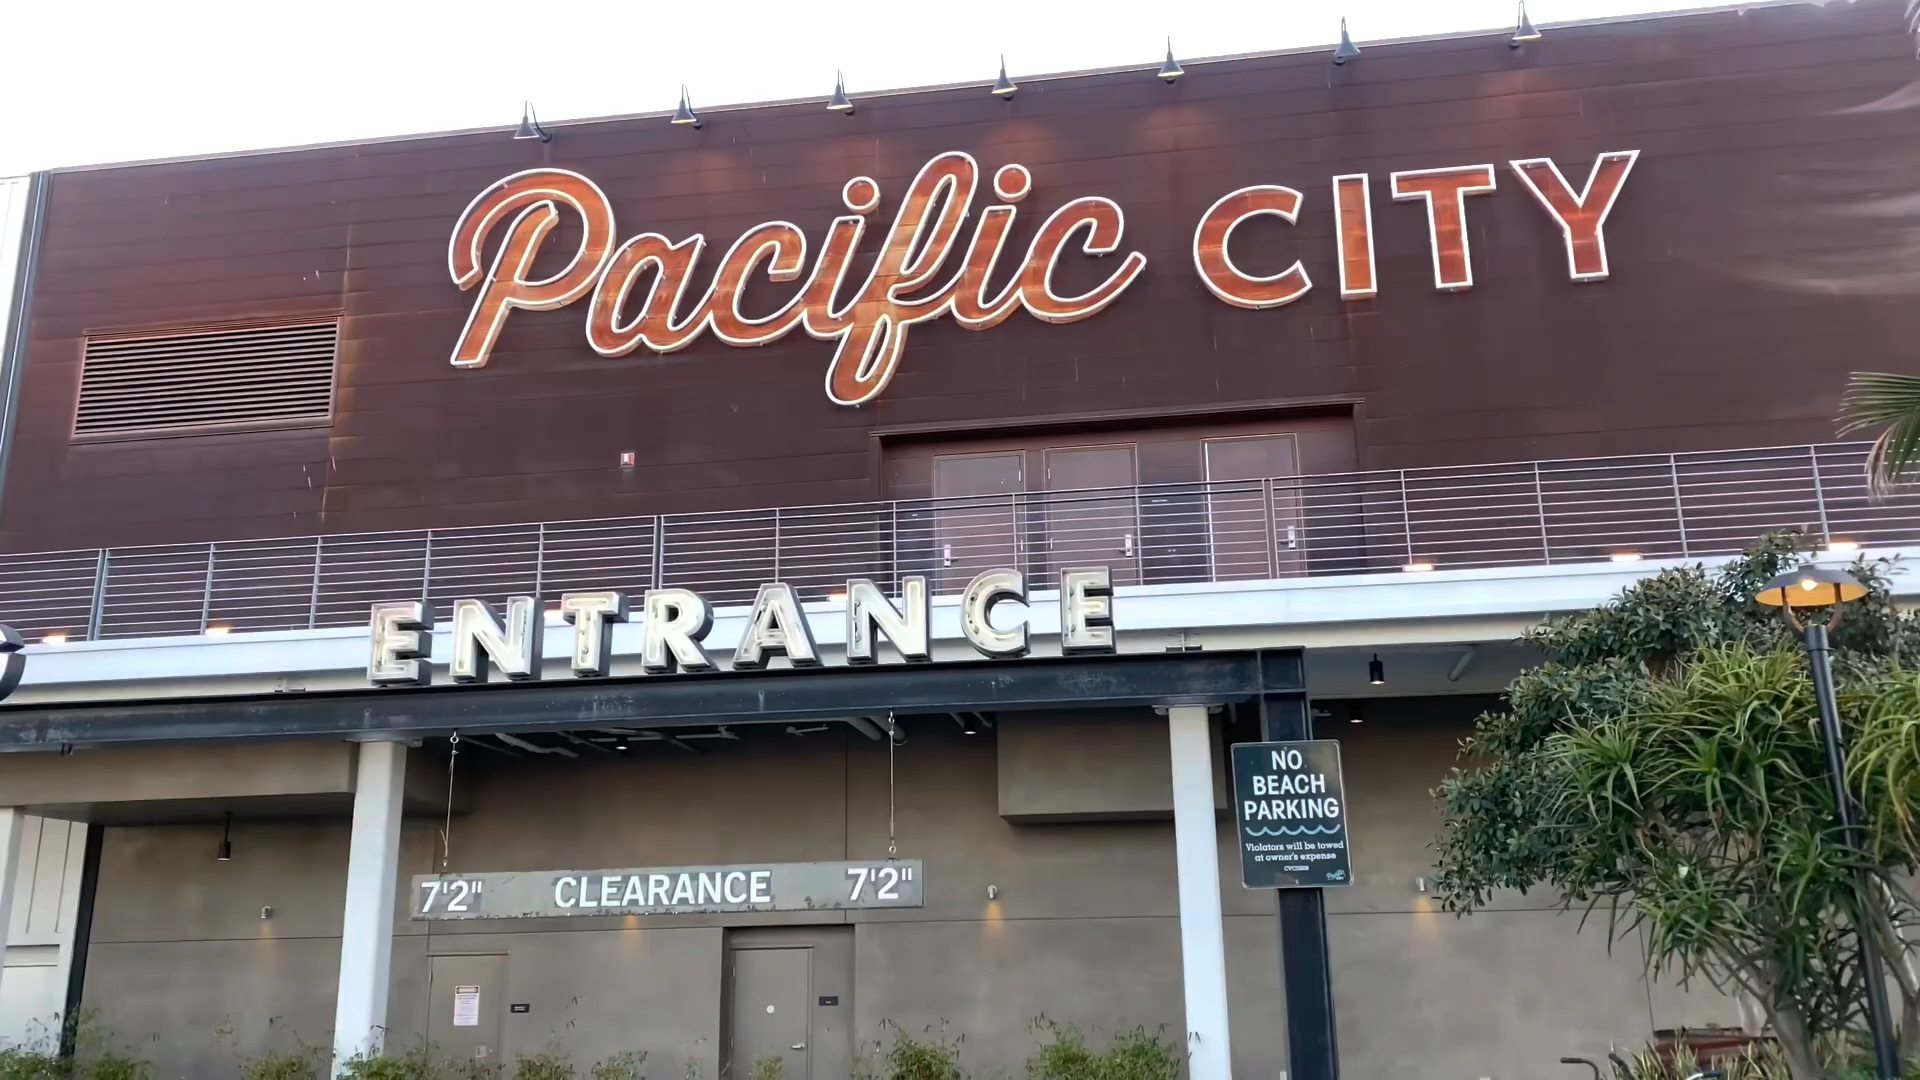 Pacific CITY
ENTRANCE
7'2" CLEARANCE 7'2"
NO
BEACH
PARKING
Violators will be towed
at owner's expense